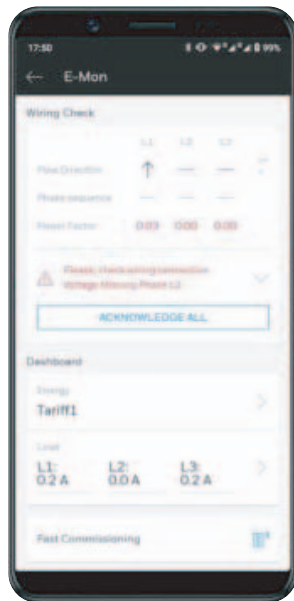 17:50 99%
E-Mon
Wiring Check
L1 L2 L3
Flow Direction
Phase sequence
Power Factor 0.03 0.00 0.00
Please, check wiring connection
Voltage Missing Phase L2
ACKNOWLEDGE ALL
Dashboard
Energy
Tariff1
Load
L1: L2: L3:
0.2 A 0.0 A 0.2 A
Fast Commissioning